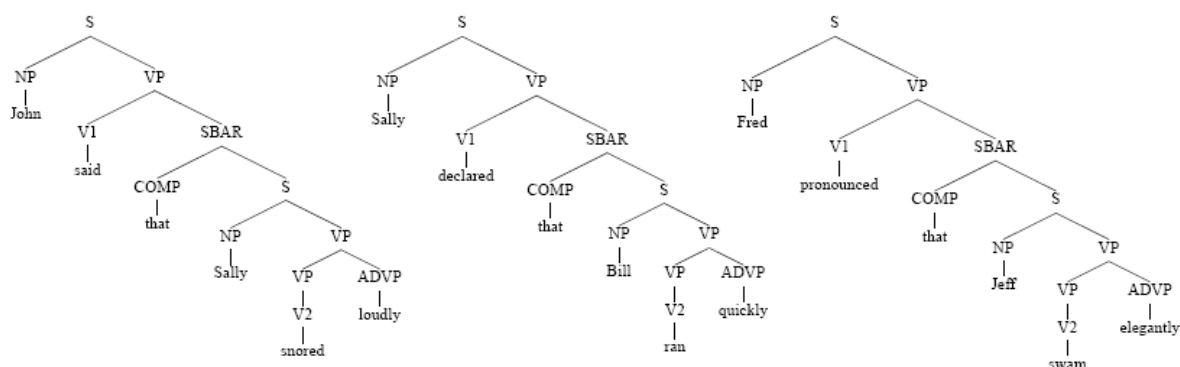 S
NP VP
John
V1 SBAR
said
COMP S
that
NP VP
Sally
VP ADVP
V2 loudly
snored
S
NP VP
Sally
V1 SBAR
declared
COMP S
that
NP VP
Bill
VP ADVP
V2 quickly
ran
S
NP VP
Fred
V1 SBAR
pronounced
COMP S
that
NP VP
Jeff
VP ADVP
V2 elegantly
swam